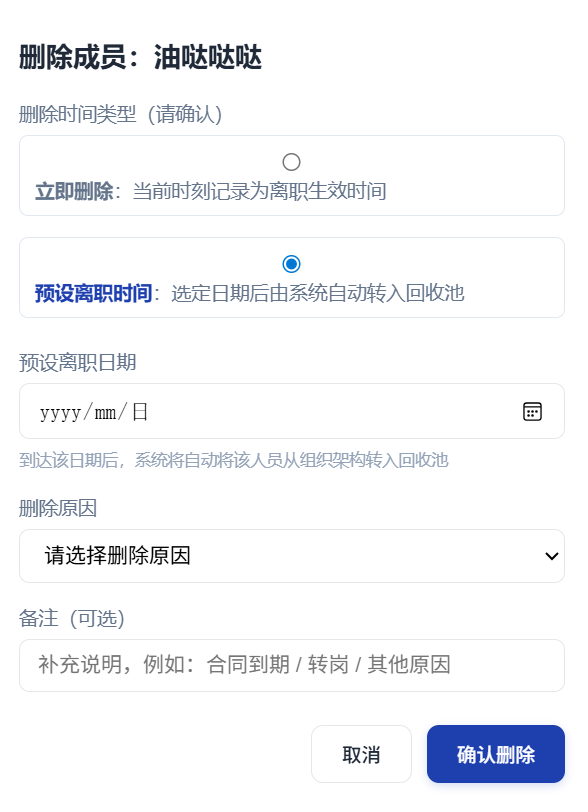 删除成员：油哒哒哒
删除时间类型（请确认）
立即删除：当前时刻记录为离职生效时间
预设离职时间：选定日期后由系统自动转入回收池
预设离职日期
yyyy/mm/日
到达该日期后，系统将自动将该人员从组织架构转入回收池
删除原因
请选择删除原因
备注（可选）
补充说明，例如：合同到期 / 转岗 / 其他原因
取消
确认删除